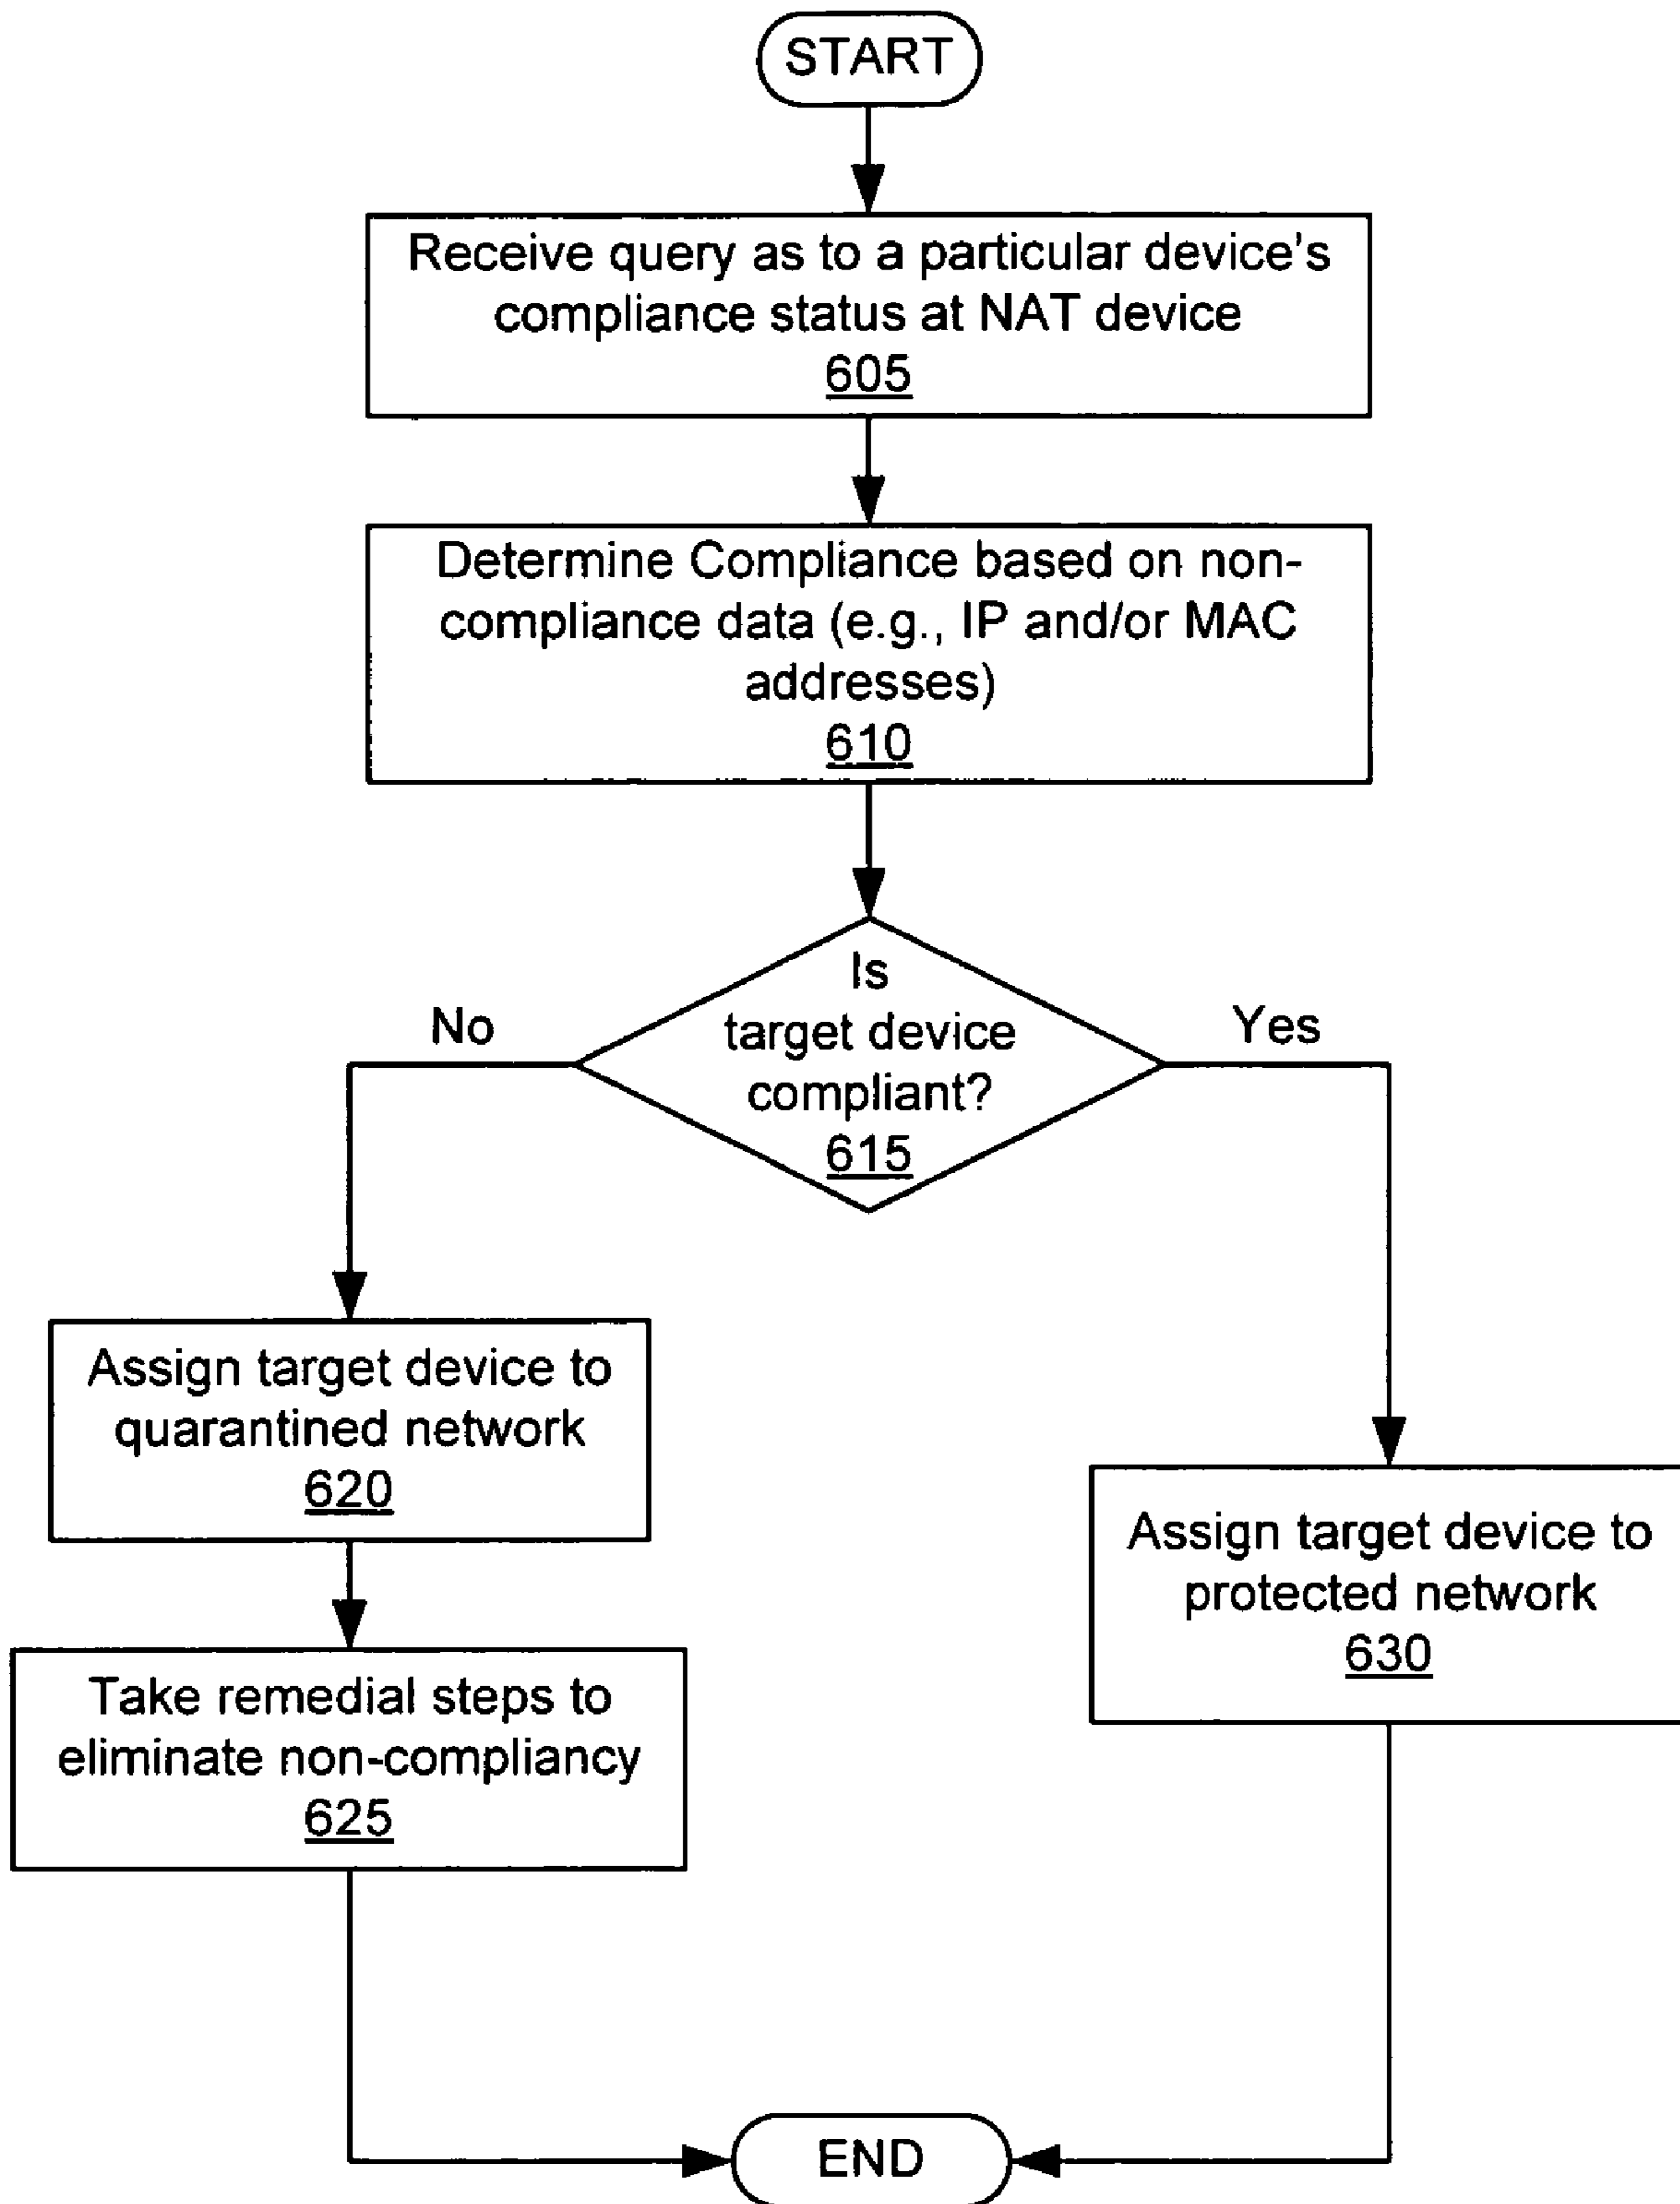 START
Receive query as to a particular device's
compliance status at NAT device
605
Determine Compliance based on non-
compliance data (e.g., IP and/or MAC
addresses)
610
Is
target device
compliant?
615
No
Yes
Assign target device to
quarantined network
620
Assign target device to
protected network
630
Take remedial steps to
eliminate non-compliancy
625
END